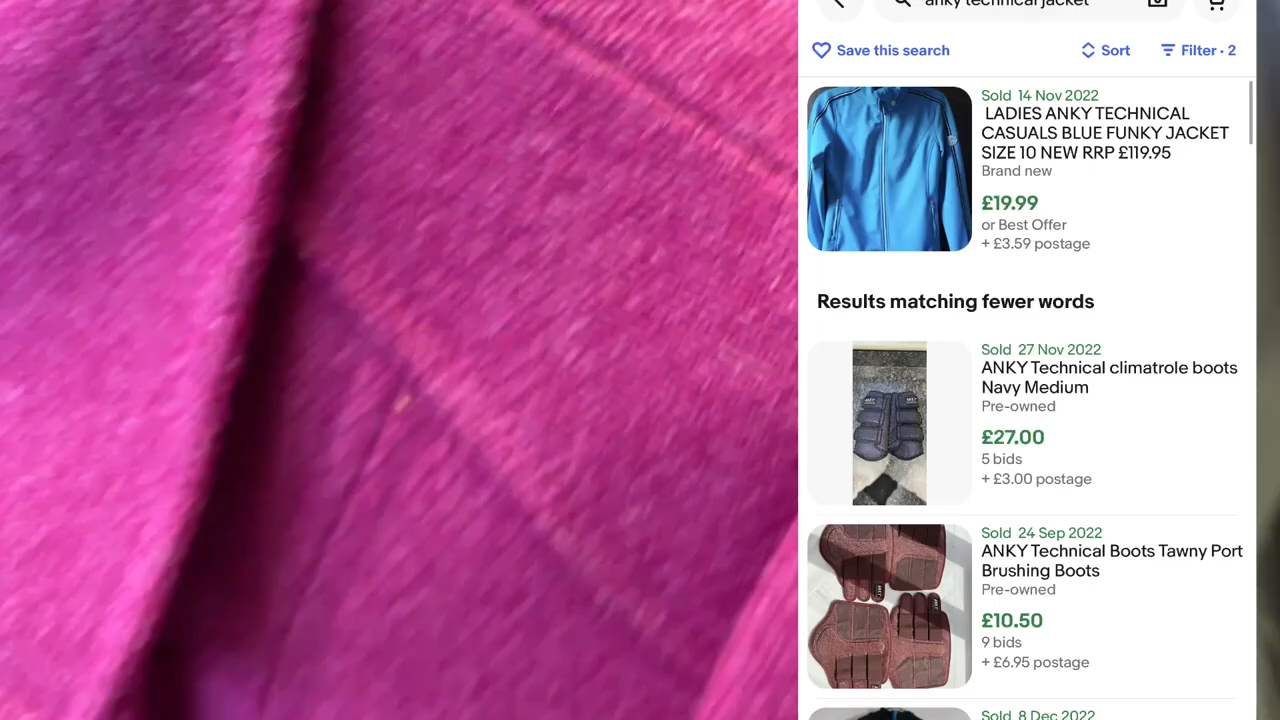 anky technical jacket
Save this search
Sort
Filter · 2
Sold 14 Nov 2022
LADIES ANKY TECHNICAL
CASUALS BLUE FUNKY JACKET
SIZE 10 NEW RRP £119.95
Brand new
£19.99
or Best Offer
+ £3.59 postage
Results matching fewer words
Sold 27 Nov 2022
ANKY Technical climatrole boots
Navy Medium
Pre-owned
£27.00
5 bids
+ £3.00 postage
Sold 24 Sep 2022
ANKY Technical Boots Tawny Port
Brushing Boots
Pre-owned
£10.50
9 bids
+ £6.95 postage
Sold 8 Dec 2022